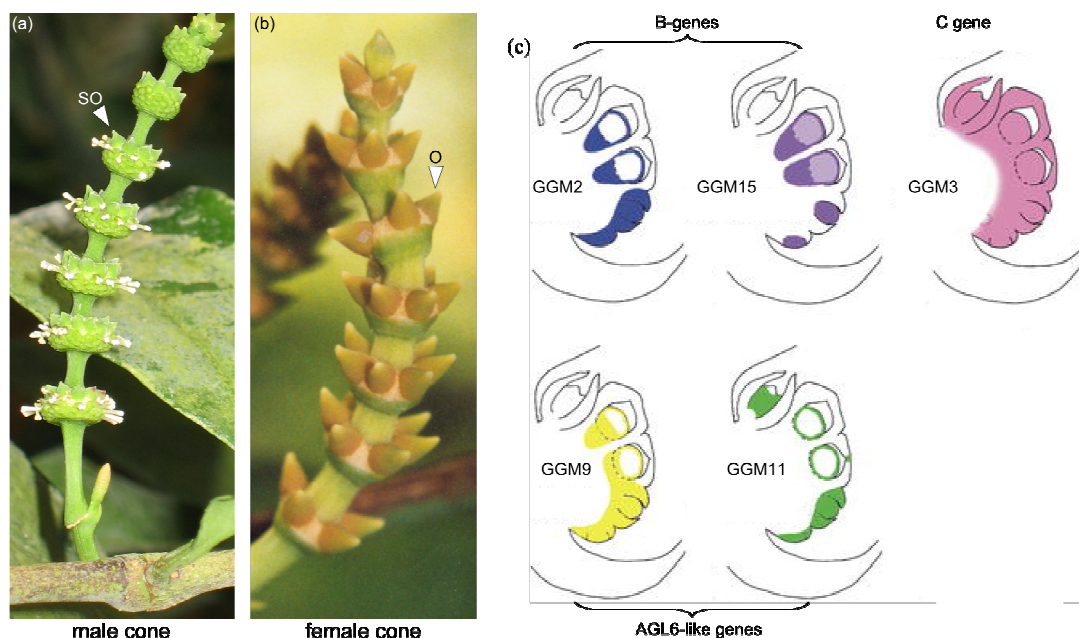 (a)
SO
male cone
(b)
O
female cone
(c)
B-genes
C gene
GGM2
GGM15
GGM3
GGM9
GGM11
AGL6-like genes